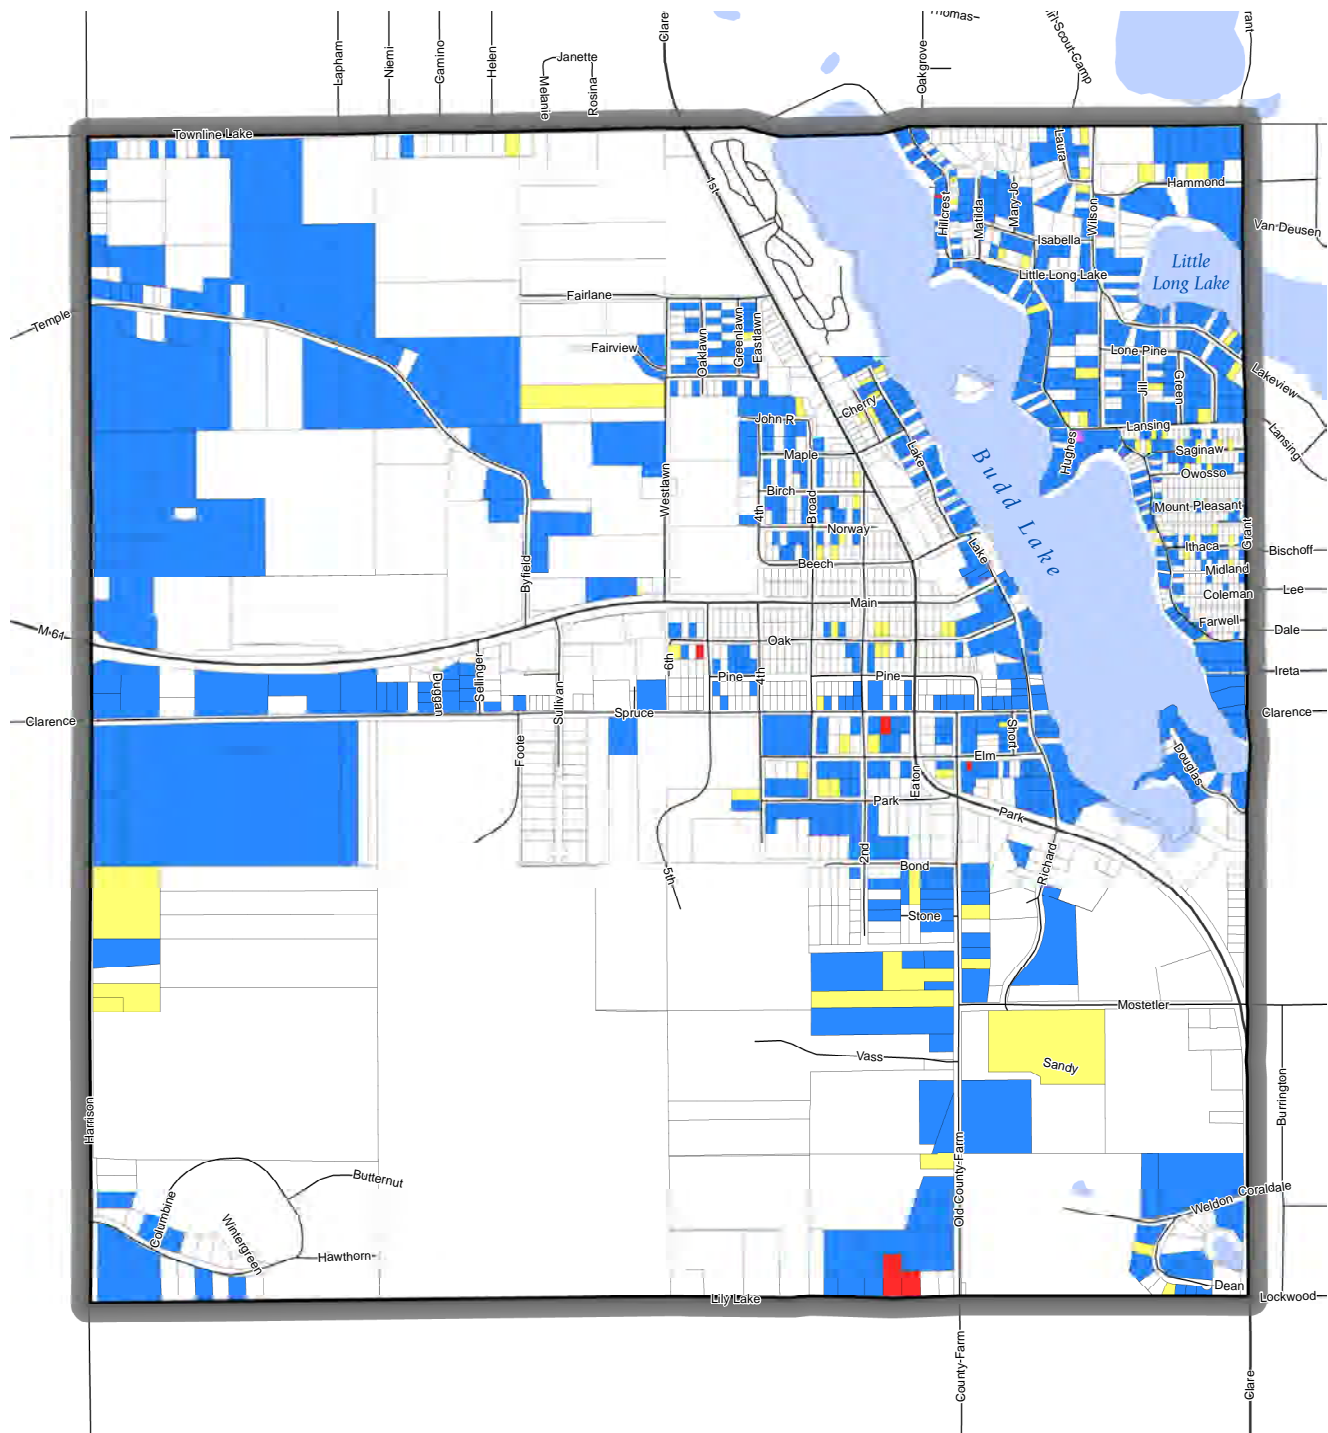 Thomas
Girl-Scout-Camp
Clare
Oakgrove
Lapham
Niemi
Camino
Helen
Janette
Melanie
Rosina
Townline Lake
Laura
Hammond
1st
Hillcrest
Matilda
Mary-Jo
Wilson
Van Deusen
Isabella
Little
Long Lake
Little Long Lake
Temple
Fairlane
Fairview
Oaklawn
Greenlawn
Eastlawn
Lone Pine
Jill
Green
Lakeview
Cherry
John R
Lansing
Lansing
Hughes
Saginaw
Maple
Lake
Budd Lake
Owosso
Westlawn
Birch
4th
Broad
Mount Pleasant
Norway
Grant
Ithaca
Bischoff
Lake
Beech
Midland
Byfield
Coleman
Lee
Main
Farwell
M-61
Oak
Dale
6th
4th
Pine
Pine
Ireta
Sellinger
Duggan
Sullivan
Spruce
Clarence
Clarence
Short
Foote
Elm
Douglas
Eaton
Park
Park
2nd
Bond
Richard
5th
Stone
Mostetler
Vass
Sandy
Harrison
Burrington
Old County-Farm
Butternut
Columbine
Wintergreen
Weldon
Coraldale
Hawthorn
Dean
Lily Lake
Lockwood
County-Farm
Clare